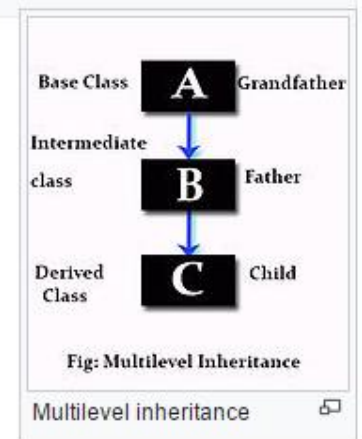 Base Class A Grandfather
Intermediate
class B Father
Derived
Class C Child
Fig: Multilevel Inheritance
Multilevel inheritance